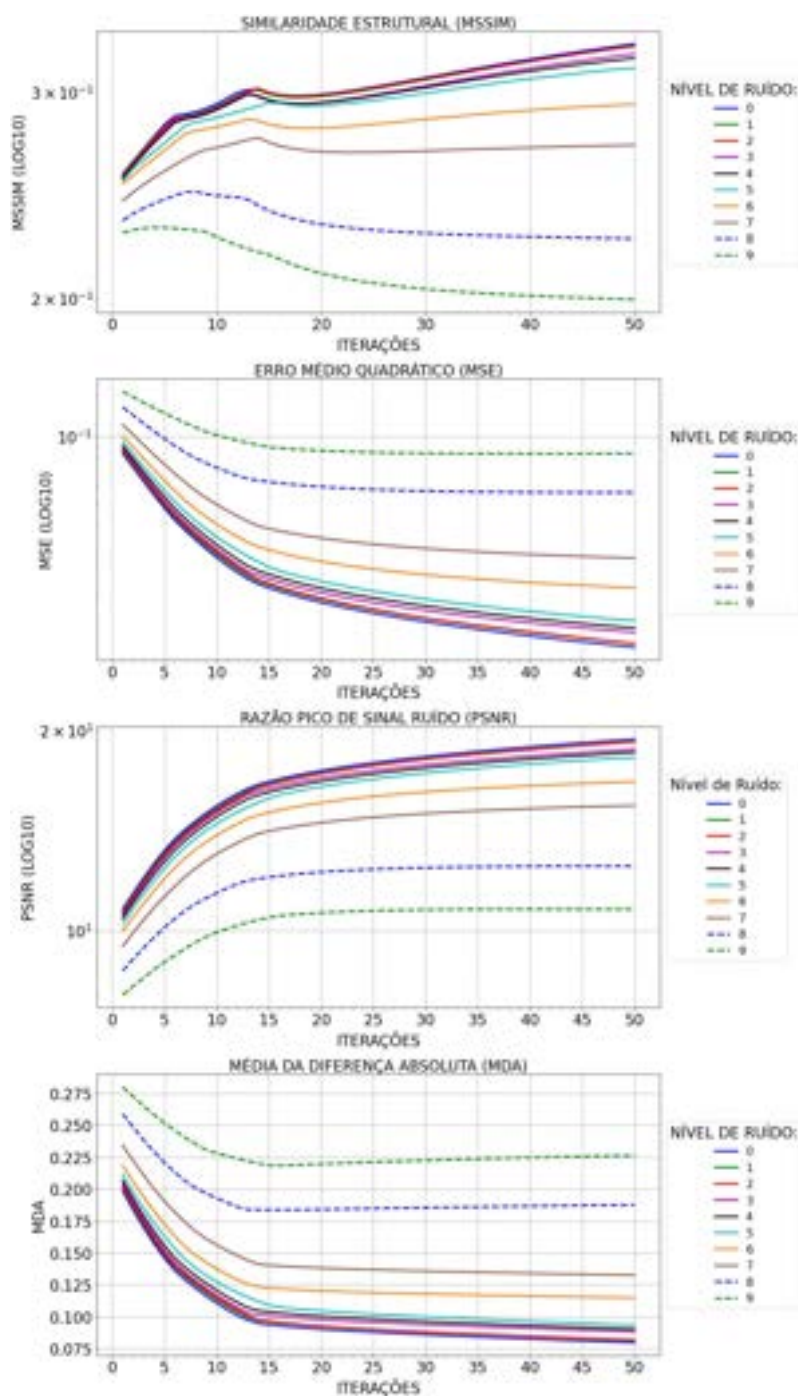 SIMILARIDADE ESTRUTURAL (MSSIM)
MSSIM (LOG10)
3 × 10⁻¹
2 × 10⁻¹
0 10 20 30 40 50
ITERAÇÕES
NÍVEL DE RUÍDO:
0
1
2
3
4
5
6
7
8
9
ERRO MÉDIO QUADRÁTICO (MSE)
MSE (LOG10)
10⁻¹
0 5 10 15 20 25 30 35 40 45 50
ITERAÇÕES
NÍVEL DE RUÍDO:
0
1
2
3
4
5
6
7
8
9
RAZÃO PICO DE SINAL RUÍDO (PSNR)
PSNR (LOG10)
2 × 10¹
10¹
0 5 10 15 20 25 30 35 40 45 50
ITERAÇÕES
Nível de Ruído:
0
1
2
3
4
5
6
7
8
9
MÉDIA DA DIFERENÇA ABSOLUTA (MDA)
MDA
0.275
0.250
0.225
0.200
0.175
0.150
0.125
0.100
0.075
0 5 10 15 20 25 30 35 40 45 50
ITERAÇÕES
NÍVEL DE RUÍDO:
0
1
2
3
4
5
6
7
8
9